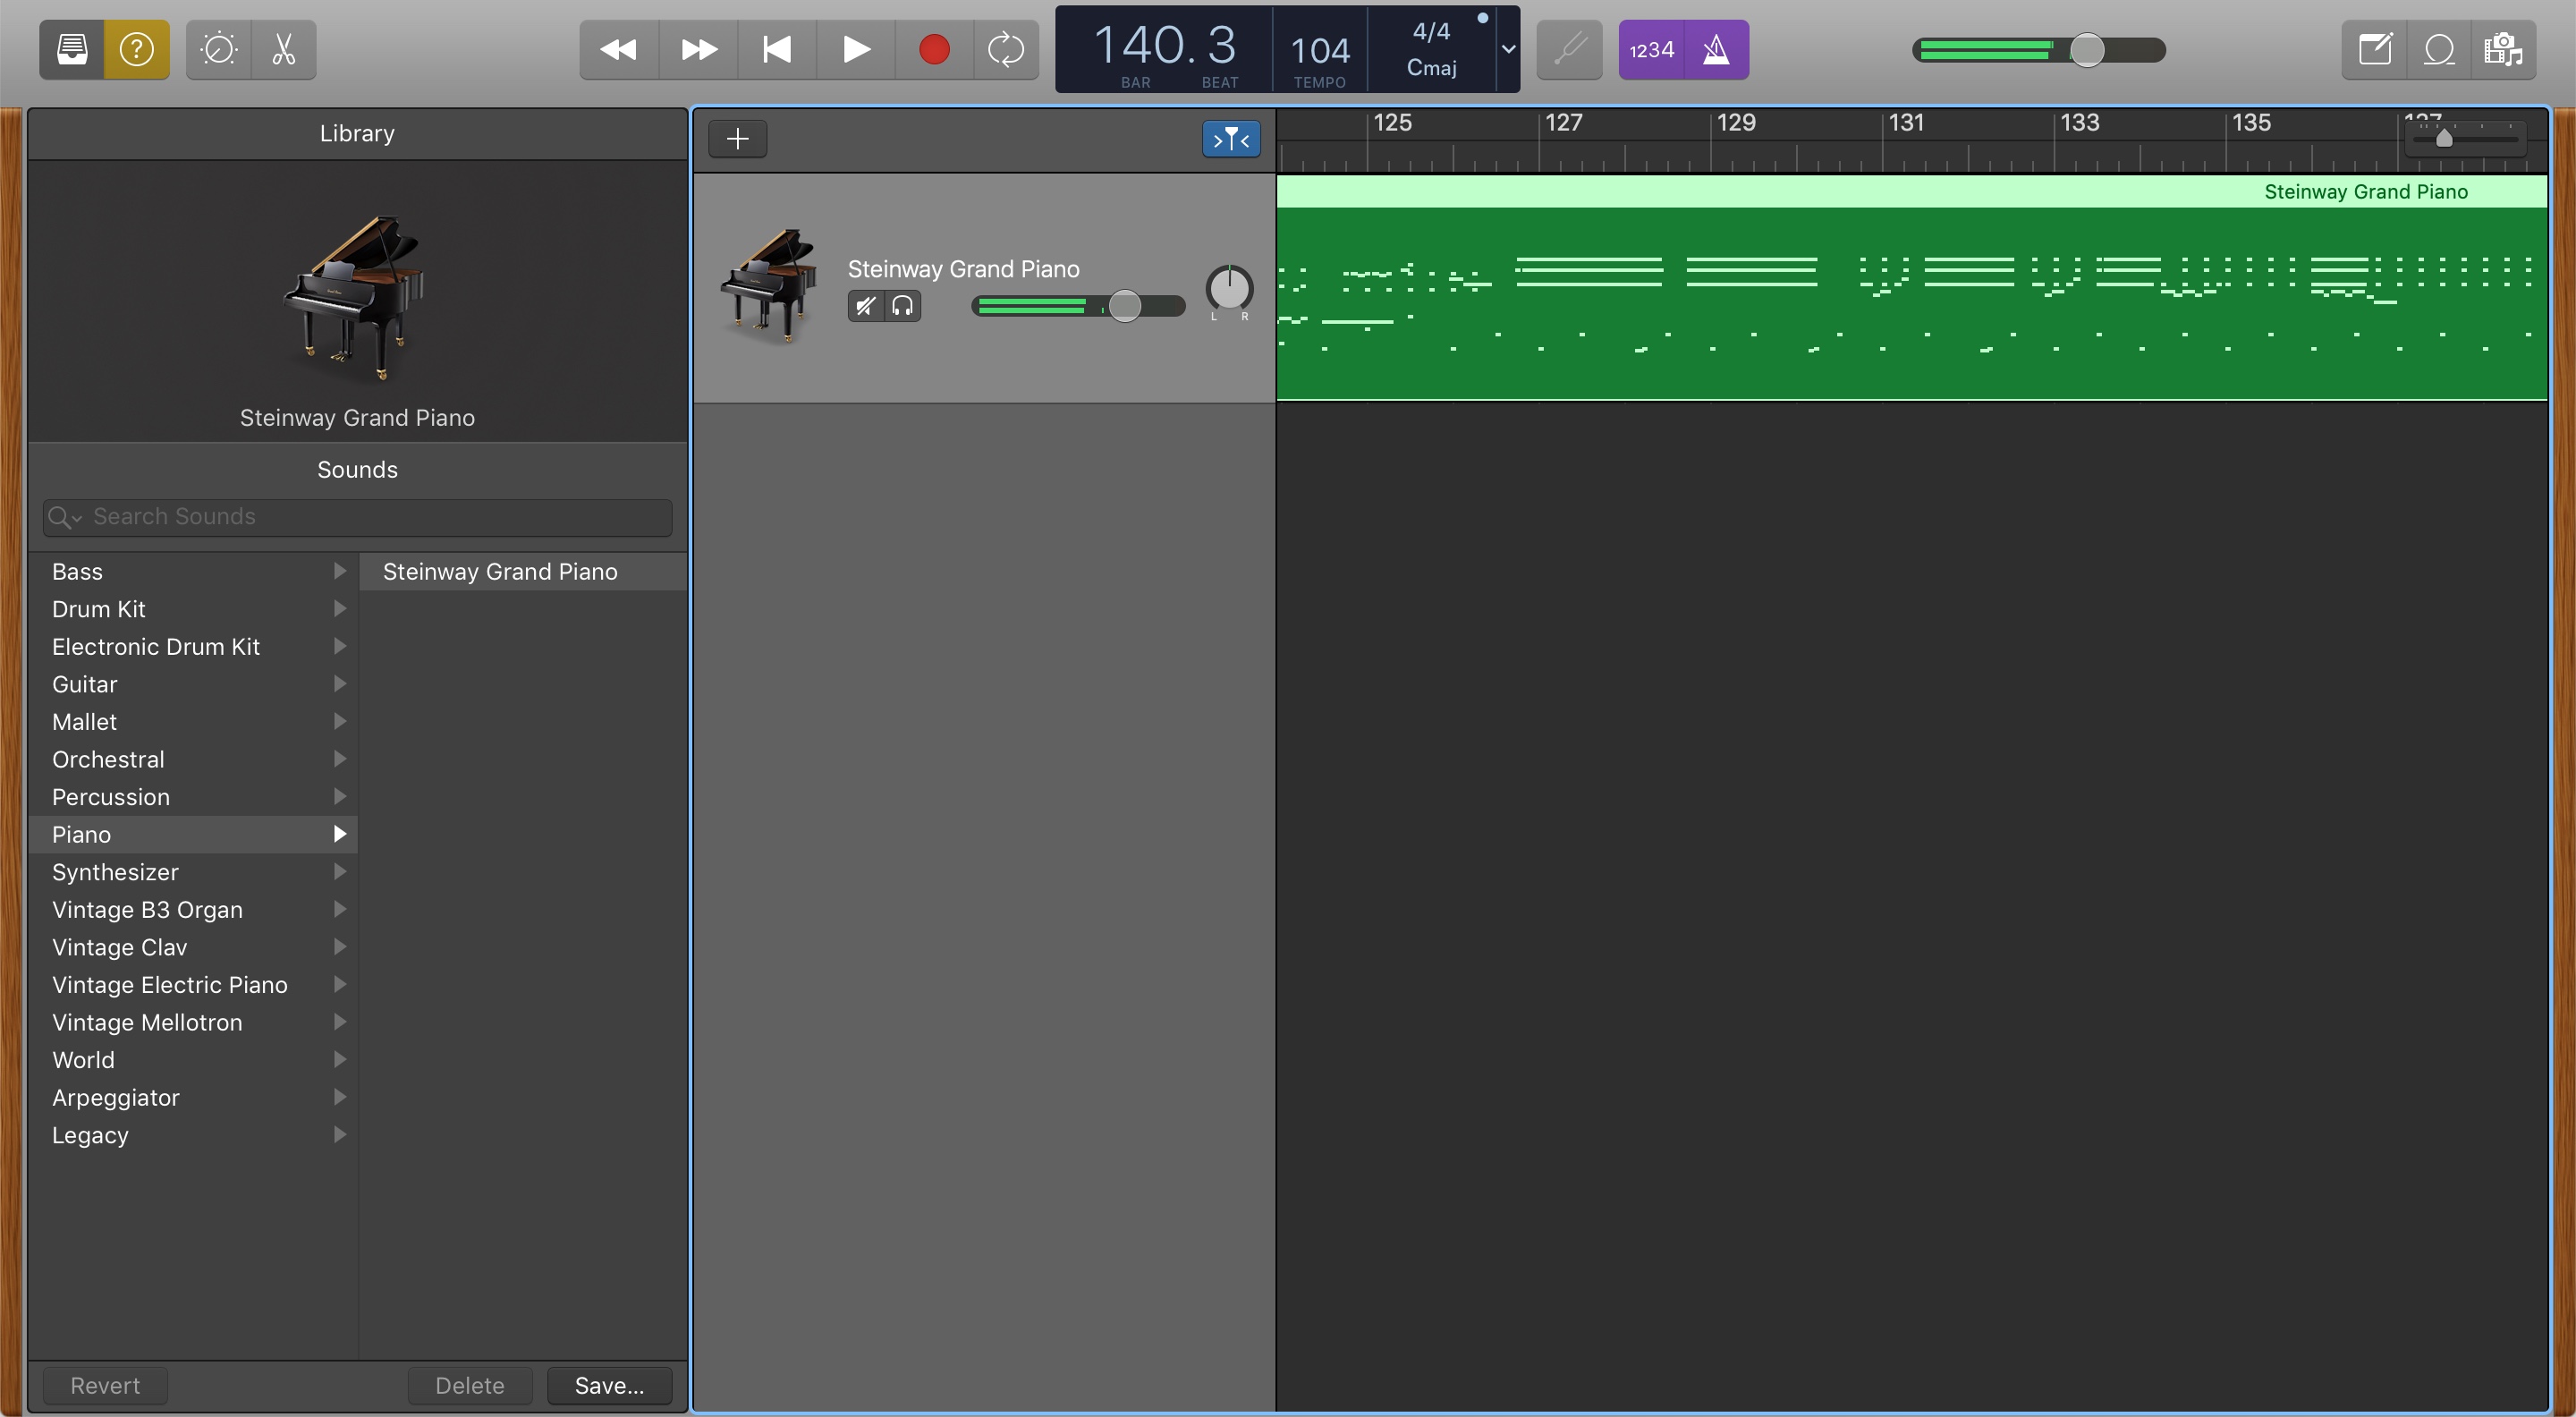 140. 3
BAR BEAT
104
TEMPO
4/4
Cmaj
1234
Library
Steinway Grand Piano
Sounds
Search Sounds
Bass
Drum Kit
Electronic Drum Kit
Guitar
Mallet
Orchestral
Percussion
Piano
Synthesizer
Vintage B3 Organ
Vintage Clav
Vintage Electric Piano
Vintage Mellotron
World
Arpeggiator
Legacy
Steinway Grand Piano
Revert
Delete
Save...
Steinway Grand Piano
L R
125 127 129 131 133 135 137
Steinway Grand Piano